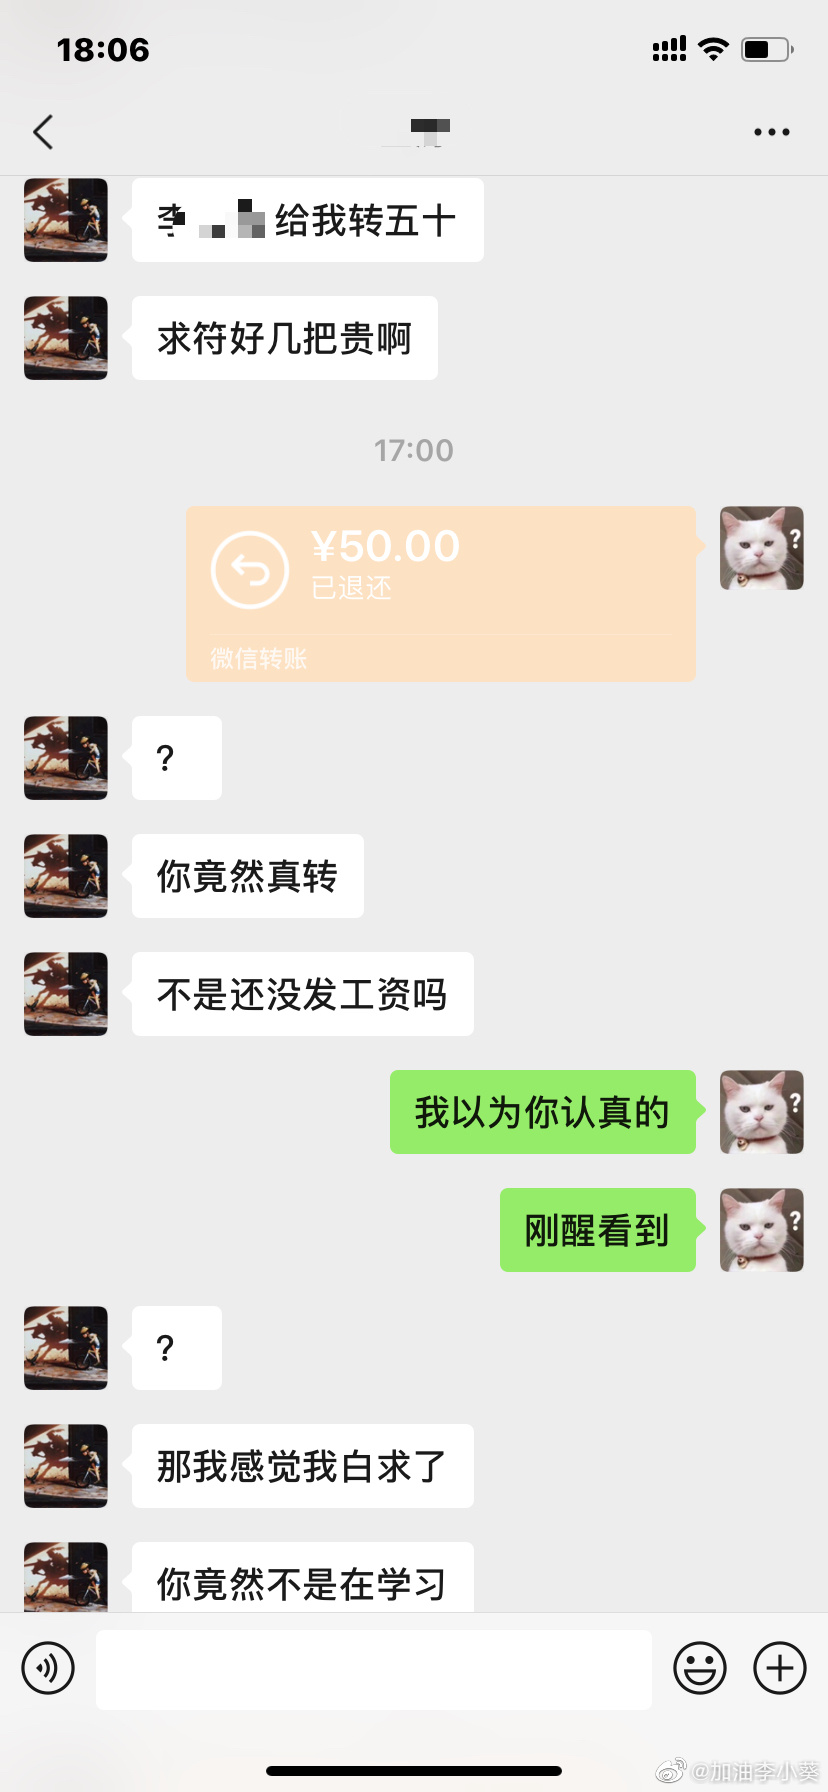 18:06
李 给我转五十
求符好几把贵啊
17:00
¥50.00
已退还
微信转账
?
?
你竟然真转
不是还没发工资吗
我以为你认真的
?
刚醒看到
?
?
那我感觉我白求了
你竟然不是在学习
@加油李小葵